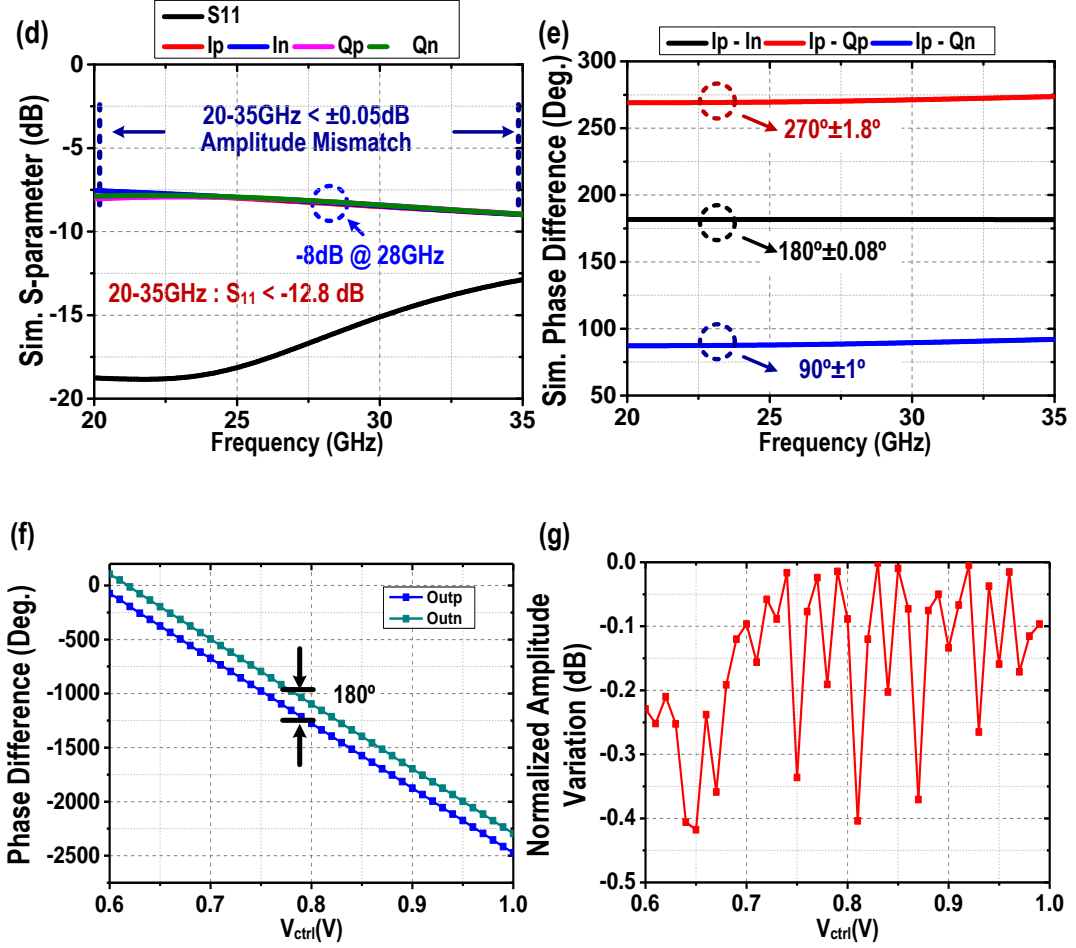 (d)
S11
Ip In Qp Qn
0
-5
-10
-15
-20
20 25 30 35
Sim. S-parameter (dB)
Frequency (GHz)
20-35GHz < ±0.05dB
Amplitude Mismatch
-8dB @ 28GHz
20-35GHz : S₁₁ < -12.8 dB
(e)
Ip - In Ip - Qp Ip - Qn
300
250
200
150
100
50
20 25 30 35
Sim. Phase Difference (Deg.)
Frequency (GHz)
270º±1.8º
180º±0.08º
90º±1º
(f)
0
-500
-1000
-1500
-2000
-2500
0.6 0.7 0.8 0.9 1.0
Phase Difference (Deg.)
V_ctrl(V)
Outp
Outn
180º
(g)
0.0
-0.1
-0.2
-0.3
-0.4
-0.5
0.6 0.7 0.8 0.9 1.0
Normalized Amplitude
Variation (dB)
V_ctrl(V)